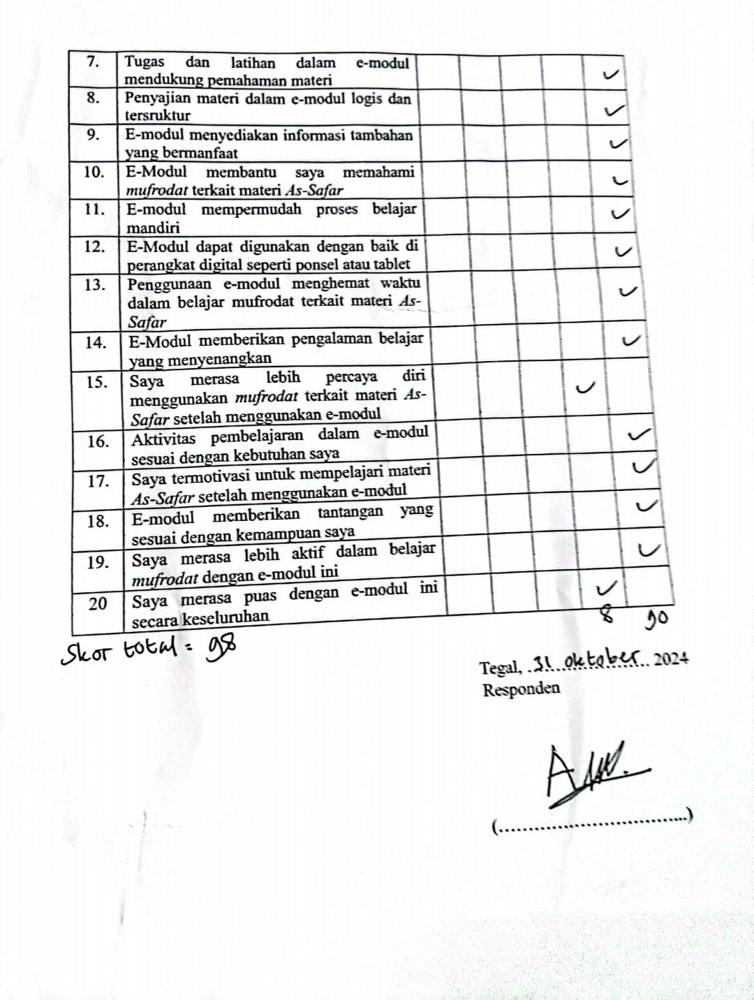 7. Tugas dan latihan dalam e-modul
mendukung pemahaman materi
8. Penyajian materi dalam e-modul logis dan
tersruktur
9. E-modul menyediakan informasi tambahan
yang bermanfaat
10. E-Modul membantu saya memahami
mufrodat terkait materi As-Safar
11. E-modul mempermudah proses belajar
mandiri
12. E-Modul dapat digunakan dengan baik di
perangkat digital seperti ponsel atau tablet
13. Penggunaan e-modul menghemat waktu
dalam belajar mufrodat terkait materi As-
Safar
14. E-Modul memberikan pengalaman belajar
yang menyenangkan
15. Saya merasa lebih percaya diri
menggunakan mufrodat terkait materi As-
Safar setelah menggunakan e-modul
16. Aktivitas pembelajaran dalam e-modul
sesuai dengan kebutuhan saya
17. Saya termotivasi untuk mempelajari materi
As-Safar setelah menggunakan e-modul
18. E-modul memberikan tantangan yang
sesuai dengan kemampuan saya
19. Saya merasa lebih aktif dalam belajar
mufrodat dengan e-modul ini
20 Saya merasa puas dengan e-modul ini
secara keseluruhan
8 90
Skor total = 98
Tegal, 31 oktober 2024
Responden
(....................................)